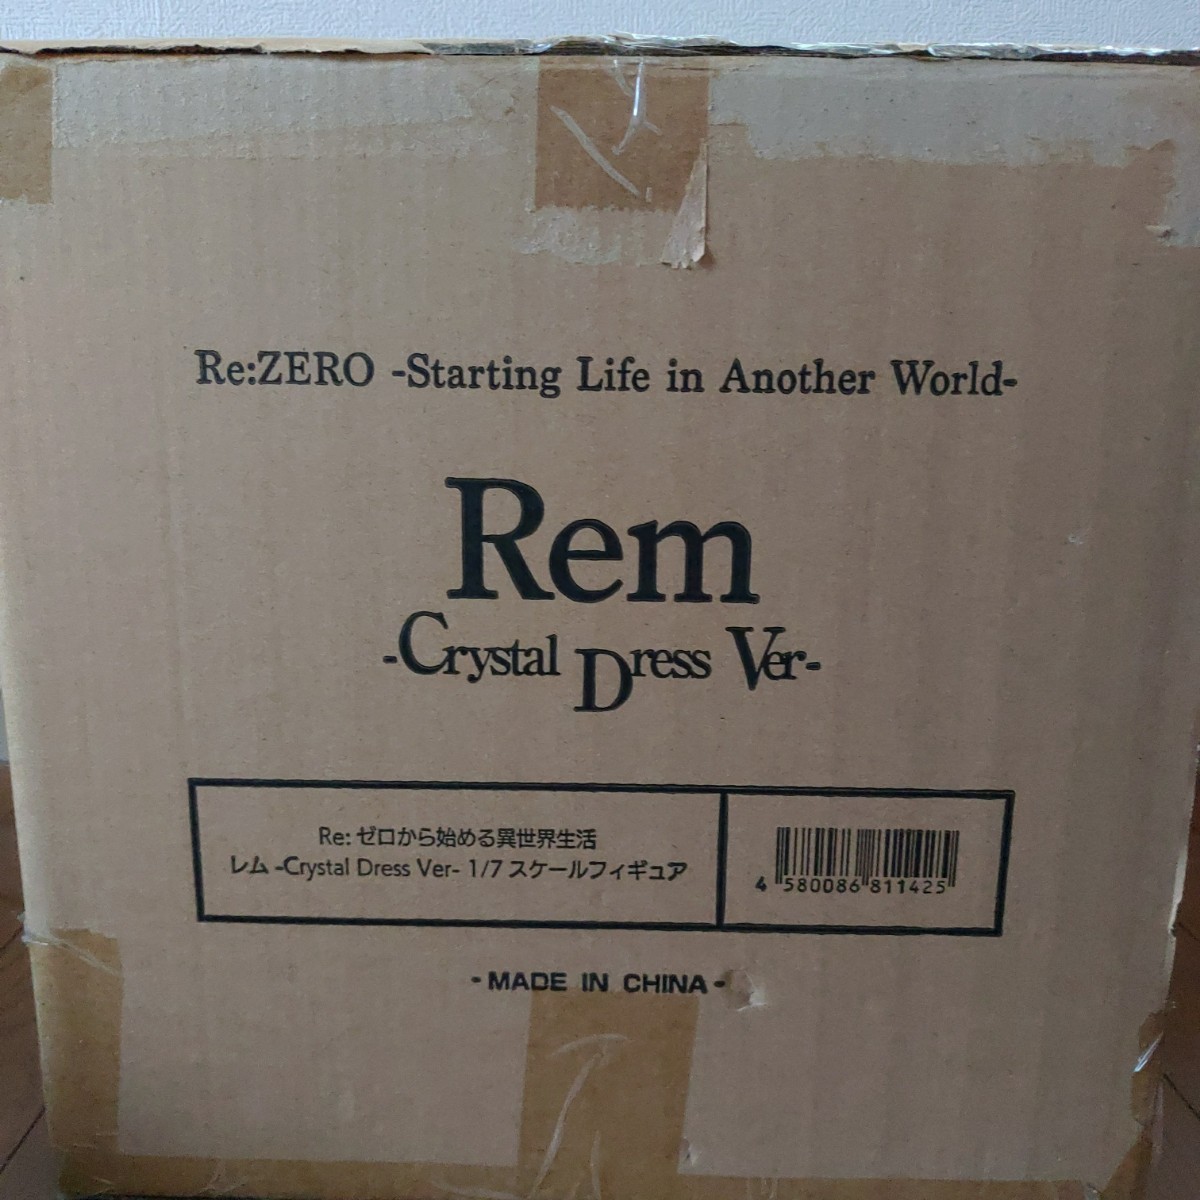 Re:ZERO -Starting Life in Another World-
Rem
-Crystal Dress Ver-
Re: ゼロから始める異世界生活
レム -Crystal Dress Ver- 1/7 スケールフィギュア
4 580086 811425
- MADE IN CHINA -